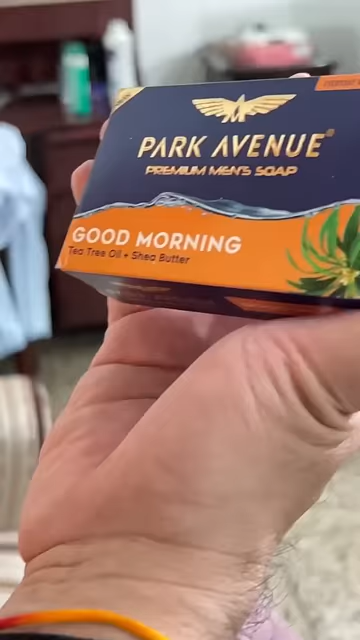 PARK AVENUE®
PREMIUM MEN'S SOAP
GOOD MORNING
Tea Tree Oil + Shea Butter